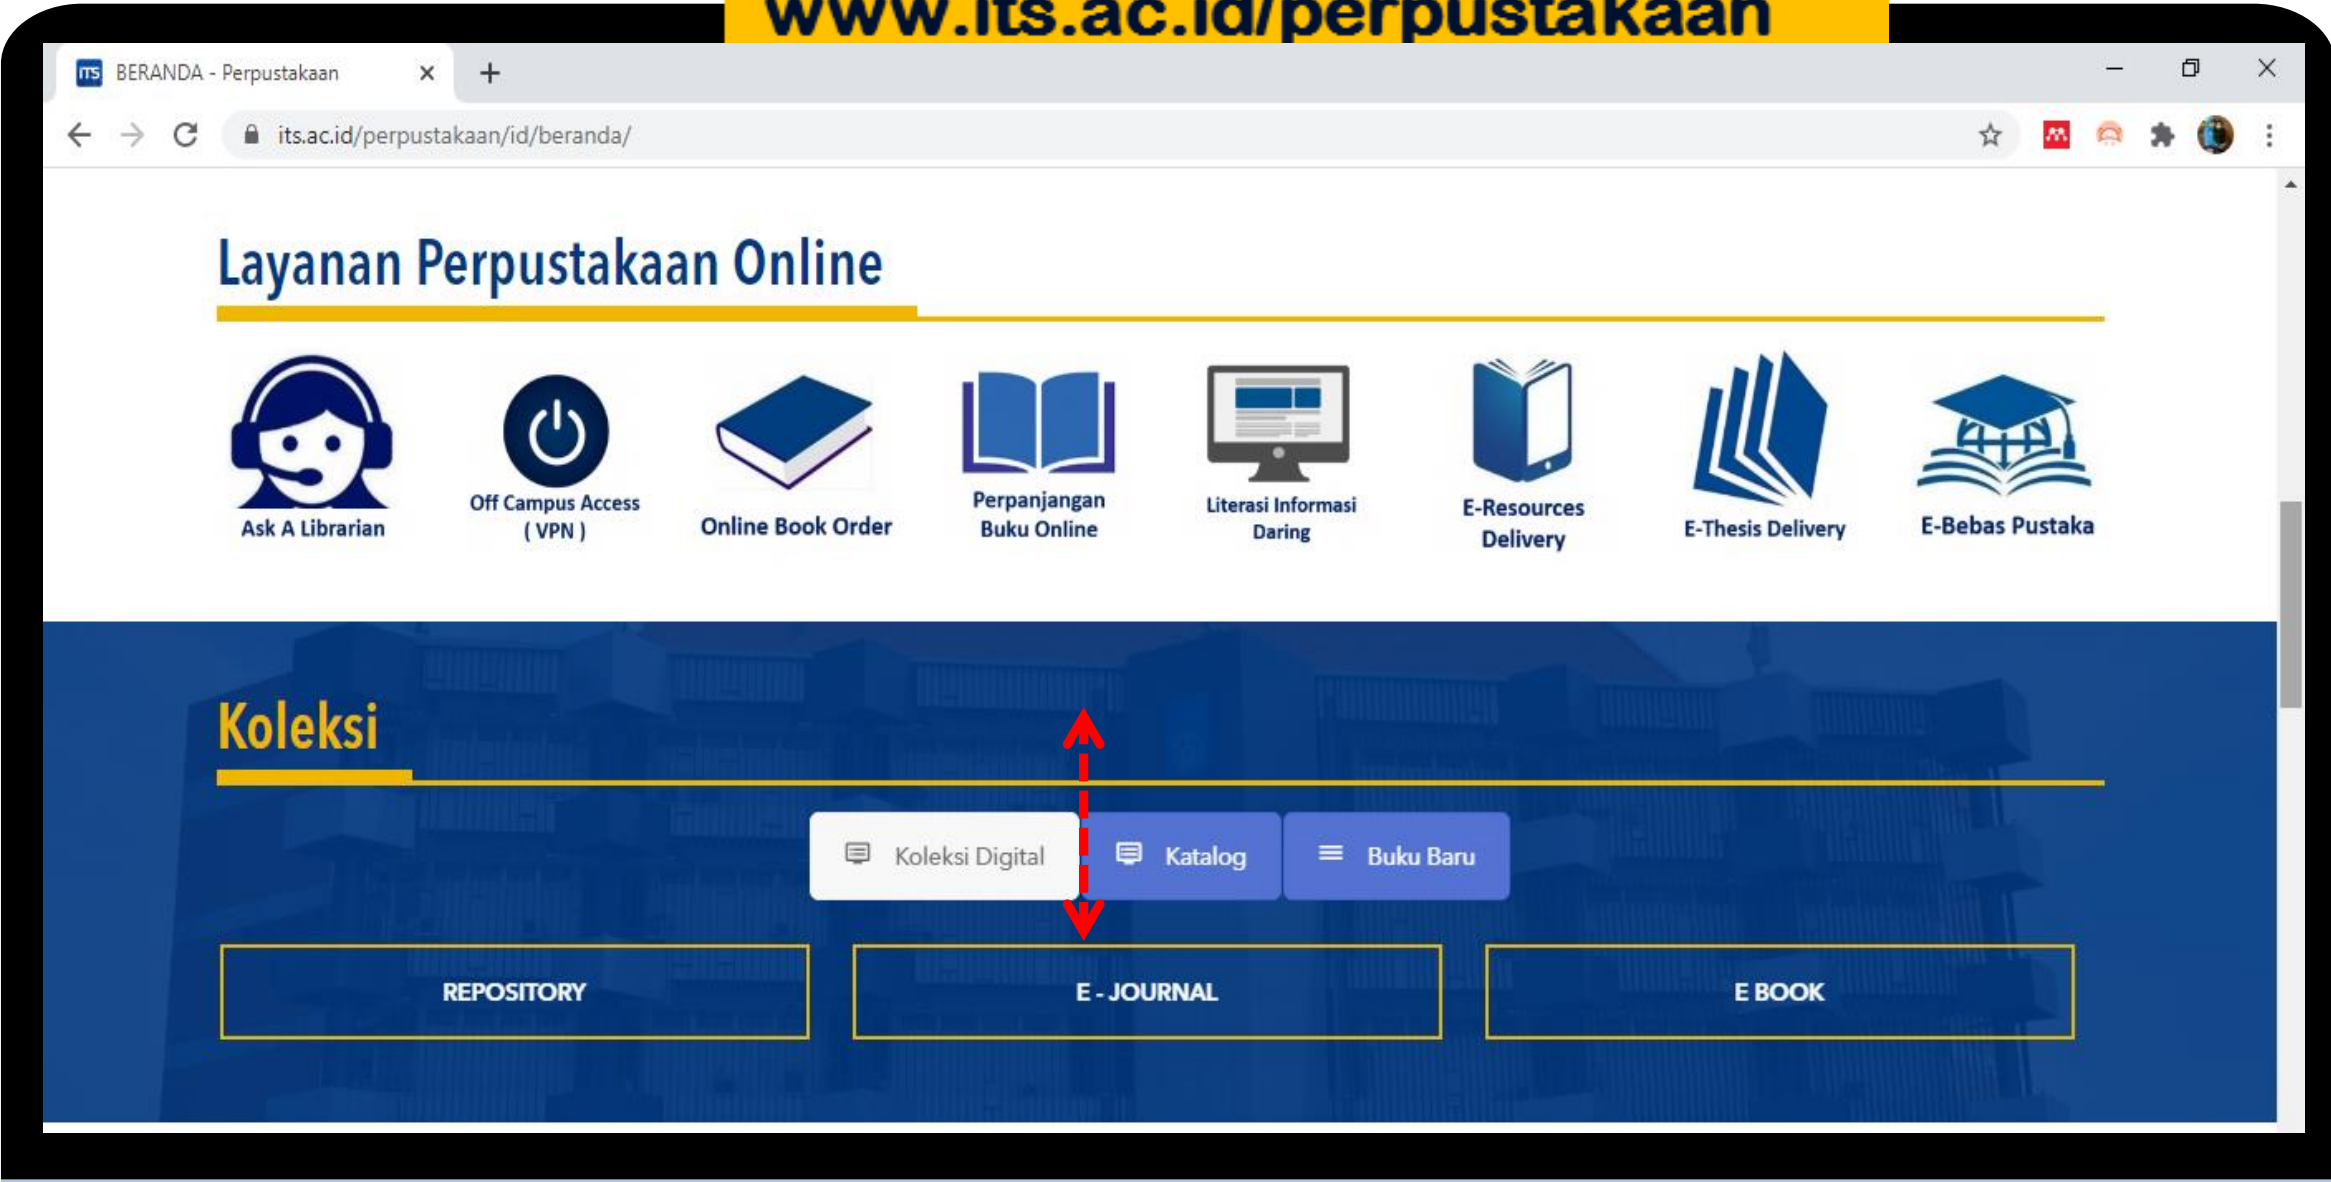 www.its.ac.id/perpustakaan
ITS BERANDA - Perpustakaan
its.ac.id/perpustakaan/id/beranda/
Layanan Perpustakaan Online
Ask A Librarian
Off Campus Access
( VPN )
Online Book Order
Perpanjangan
Buku Online
Literasi Informasi
Daring
E-Resources
Delivery
E-Thesis Delivery
E-Bebas Pustaka
Koleksi
Koleksi Digital
Katalog
Buku Baru
REPOSITORY
E - JOURNAL
E BOOK